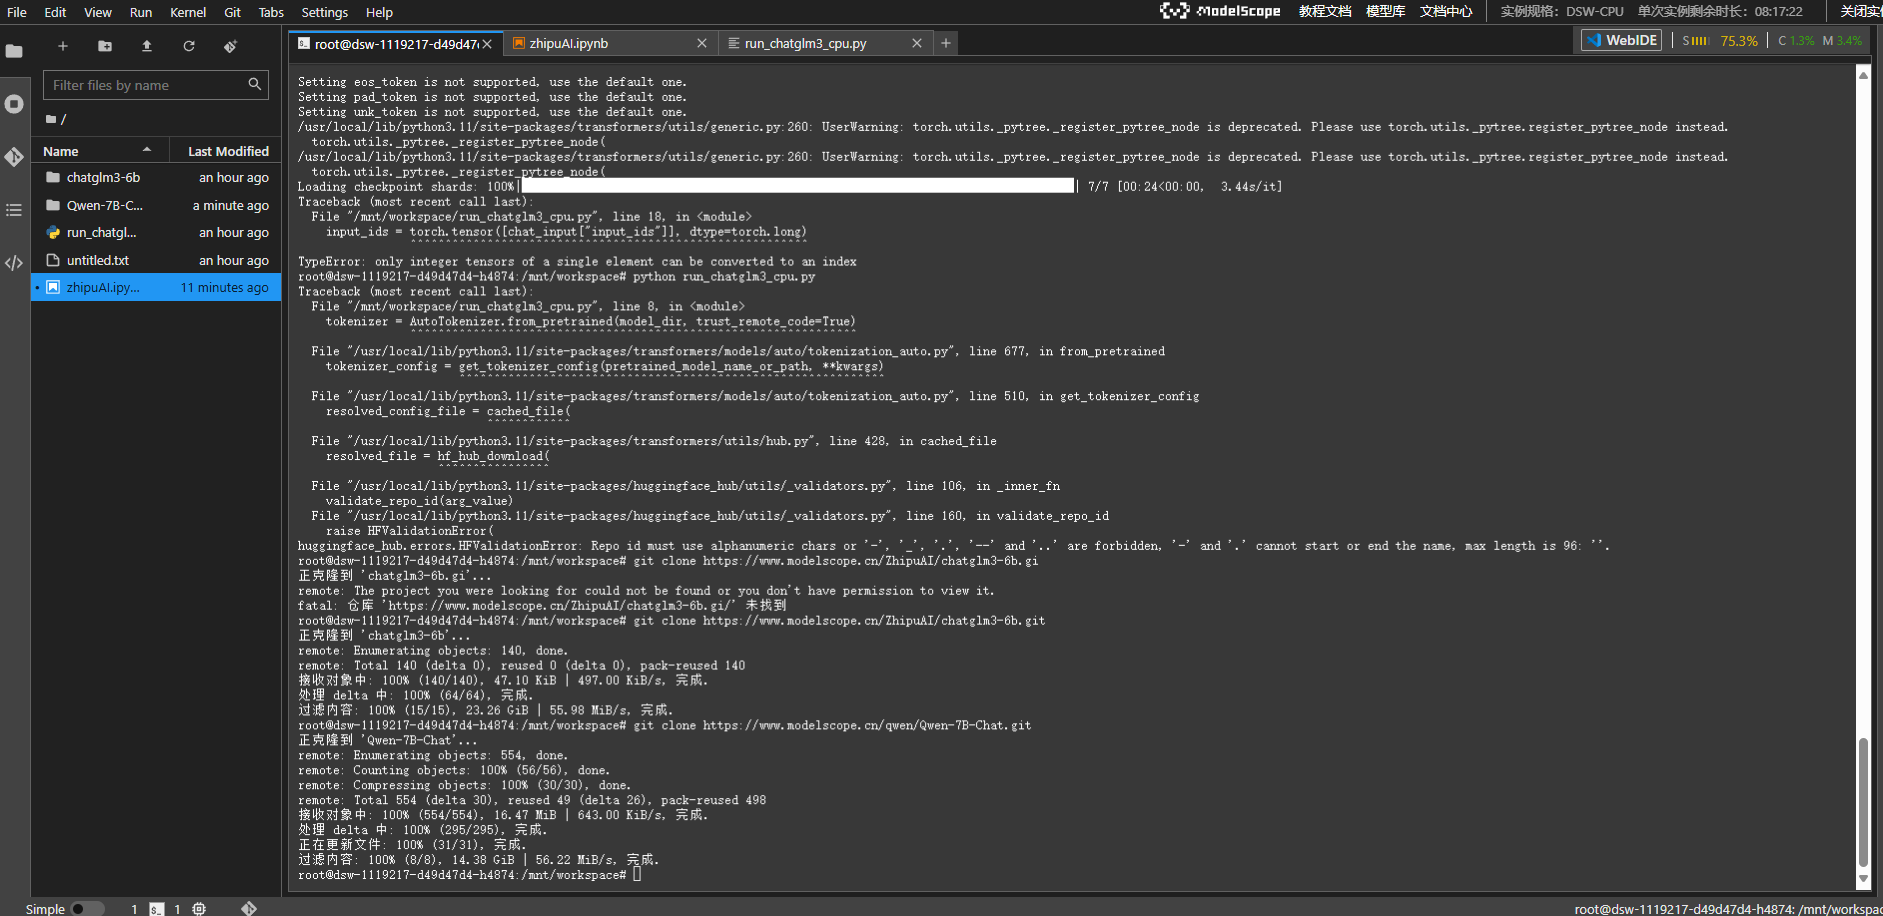 File Edit View Run Kernel Git Tabs Settings Help
ModelScope 教程文档 模型库 文档中心 实例规格：DSW-CPU 单次实例剩余时长：08:17:22 关闭实
root@dsw-1119217-d49d47 zhipuAI.ipynb run_chatglm3_cpu.py
WebIDE S 75.3% C 1.3% M 3.4%
Filter files by name
/
Name Last Modified
chatglm3-6b an hour ago
Qwen-7B-C... a minute ago
run_chatgl... an hour ago
untitled.txt an hour ago
zhipuAI.ipy... 11 minutes ago
Setting eos_token is not supported, use the default one.
Setting pad_token is not supported, use the default one.
Setting unk_token is not supported, use the default one.
/usr/local/lib/python3.11/site-packages/transformers/utils/generic.py:260: UserWarning: torch.utils._pytree._register_pytree_node is deprecated. Please use torch.utils._pytree.register_pytree_node instead.
torch.utils._pytree._register_pytree_node(
/usr/local/lib/python3.11/site-packages/transformers/utils/generic.py:260: UserWarning: torch.utils._pytree._register_pytree_node is deprecated. Please use torch.utils._pytree.register_pytree_node instead.
torch.utils._pytree._register_pytree_node(
Loading checkpoint shards: 100%| | 7/7 [00:24<00:00, 3.44s/it]
Traceback (most recent call last):
File "/mnt/workspace/run_chatglm3_cpu.py", line 18, in <module>
input_ids = torch.tensor([chat_input["input_ids"]], dtype=torch.long)
TypeError: only integer tensors of a single element can be converted to an index
root@dsw-1119217-d49d47d4-h4874:/mnt/workspace# python run_chatglm3_cpu.py
Traceback (most recent call last):
File "/mnt/workspace/run_chatglm3_cpu.py", line 8, in <module>
tokenizer = AutoTokenizer.from_pretrained(model_dir, trust_remote_code=True)
File "/usr/local/lib/python3.11/site-packages/transformers/models/auto/tokenization_auto.py", line 677, in from_pretrained
tokenizer_config = get_tokenizer_config(pretrained_model_name_or_path, **kwargs)
File "/usr/local/lib/python3.11/site-packages/transformers/models/auto/tokenization_auto.py", line 510, in get_tokenizer_config
resolved_config_file = cached_file(
File "/usr/local/lib/python3.11/site-packages/transformers/utils/hub.py", line 428, in cached_file
resolved_file = hf_hub_download(
File "/usr/local/lib/python3.11/site-packages/huggingface_hub/utils/_validators.py", line 106, in _inner_fn
validate_repo_id(arg_value)
File "/usr/local/lib/python3.11/site-packages/huggingface_hub/utils/_validators.py", line 160, in validate_repo_id
raise HFValidationError(
huggingface_hub.errors.HFValidationError: Repo id must use alphanumeric chars or '-', '_', '.', '--' and '..' are forbidden, '-' and '.' cannot start or end the name, max length is 96: ''.
root@dsw-1119217-d49d47d4-h4874:/mnt/workspace# git clone https://www.modelscope.cn/ZhipuAI/chatglm3-6b.gi
正克隆到 'chatglm3-6b.gi'...
remote: The project you were looking for could not be found or you don't have permission to view it.
fatal: 仓库 'https://www.modelscope.cn/ZhipuAI/chatglm3-6b.gi/' 未找到
root@dsw-1119217-d49d47d4-h4874:/mnt/workspace# git clone https://www.modelscope.cn/ZhipuAI/chatglm3-6b.git
正克隆到 'chatglm3-6b'...
remote: Enumerating objects: 140, done.
remote: Total 140 (delta 0), reused 0 (delta 0), pack-reused 140
接收对象中: 100% (140/140), 47.10 KiB | 497.00 KiB/s, 完成.
处理 delta 中: 100% (64/64), 完成.
过滤内容: 100% (15/15), 23.26 GiB | 55.98 MiB/s, 完成.
root@dsw-1119217-d49d47d4-h4874:/mnt/workspace# git clone https://www.modelscope.cn/qwen/Qwen-7B-Chat.git
正克隆到 'Qwen-7B-Chat'...
remote: Enumerating objects: 554, done.
remote: Counting objects: 100% (56/56), done.
remote: Compressing objects: 100% (30/30), done.
remote: Total 554 (delta 30), reused 49 (delta 26), pack-reused 498
接收对象中: 100% (554/554), 16.47 MiB | 643.00 KiB/s, 完成.
处理 delta 中: 100% (295/295), 完成.
正在更新文件: 100% (31/31), 完成.
过滤内容: 100% (8/8), 14.38 GiB | 56.22 MiB/s, 完成.
root@dsw-1119217-d49d47d4-h4874:/mnt/workspace#
Simple 1 1 root@dsw-1119217-d49d47d4-h4874: /mnt/workspac